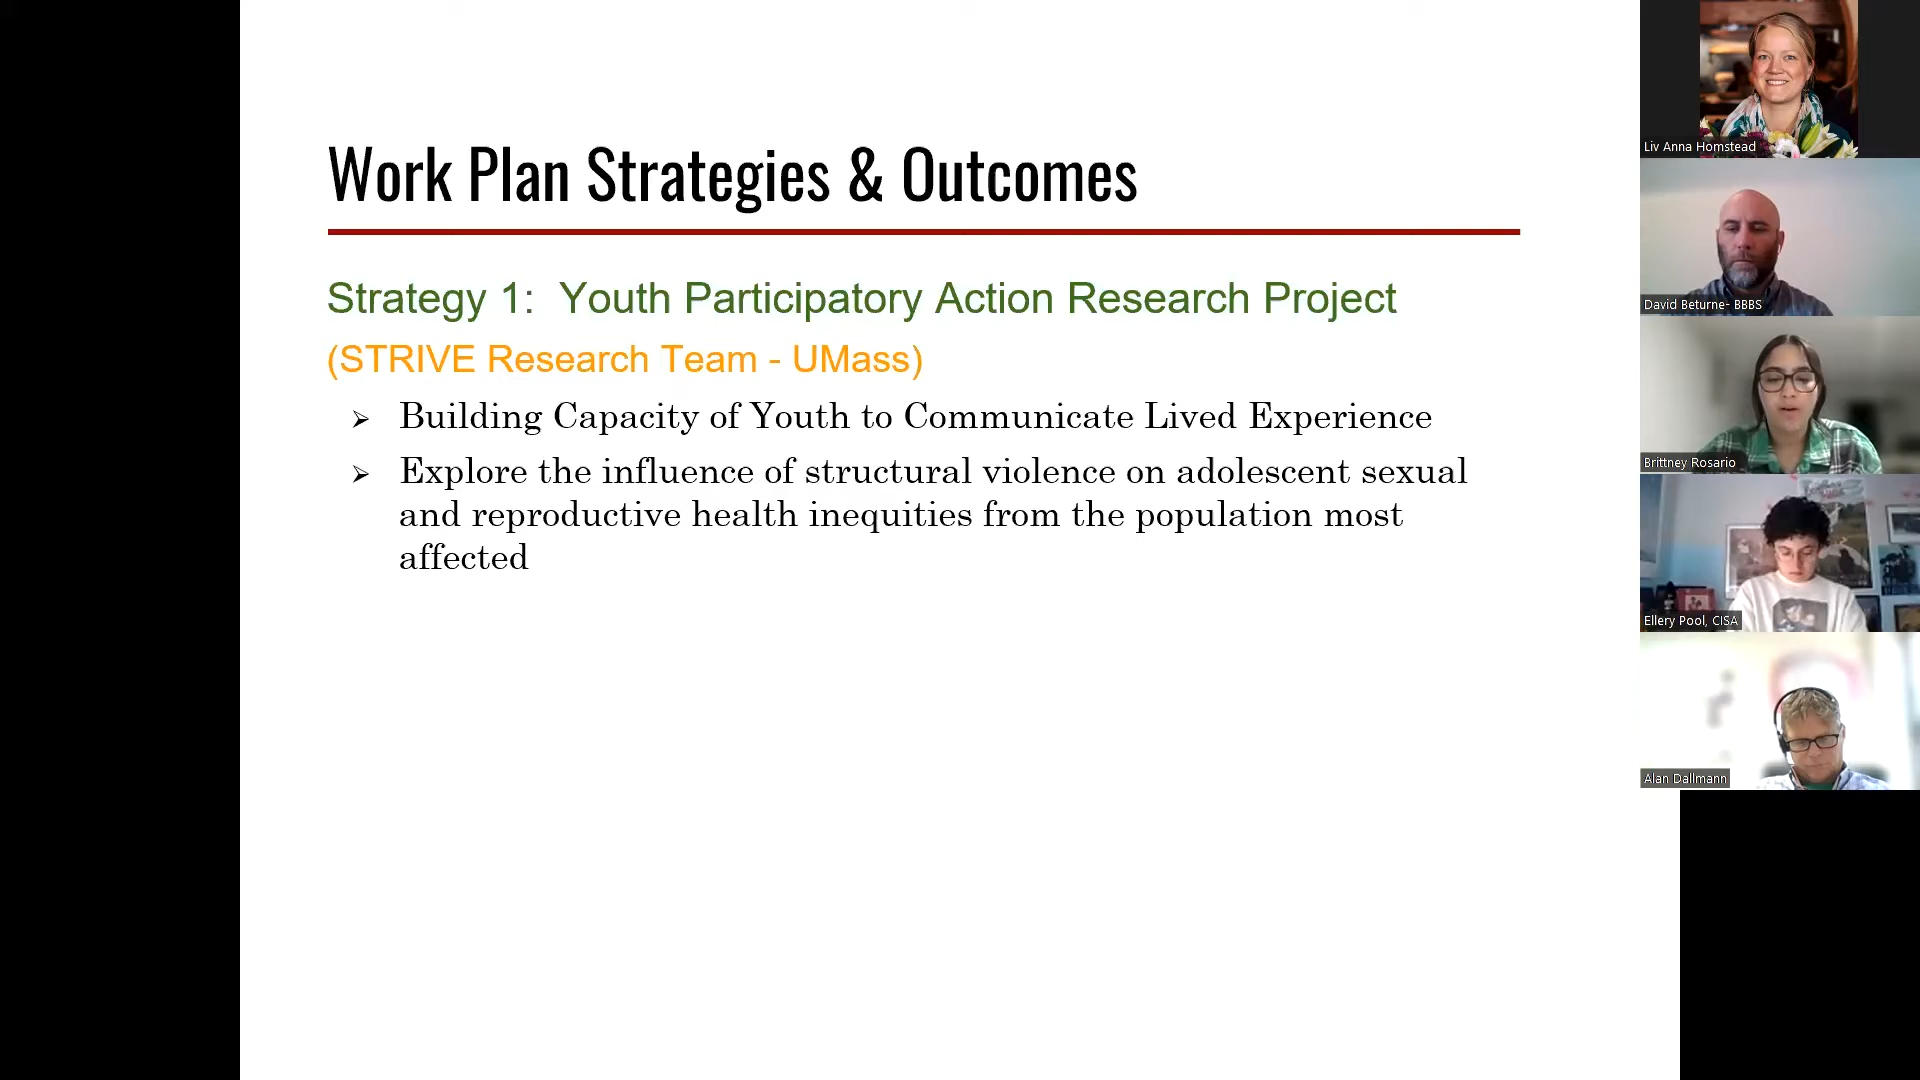 Work Plan Strategies & Outcomes
Strategy 1: Youth Participatory Action Research Project
(STRIVE Research Team - UMass)
➢ Building Capacity of Youth to Communicate Lived Experience
➢ Explore the influence of structural violence on adolescent sexual
and reproductive health inequities from the population most
affected
Liv Anna Homstead
David Beturne- BBBS
Brittney Rosario
Ellery Pool, CISA
Alan Dallmann